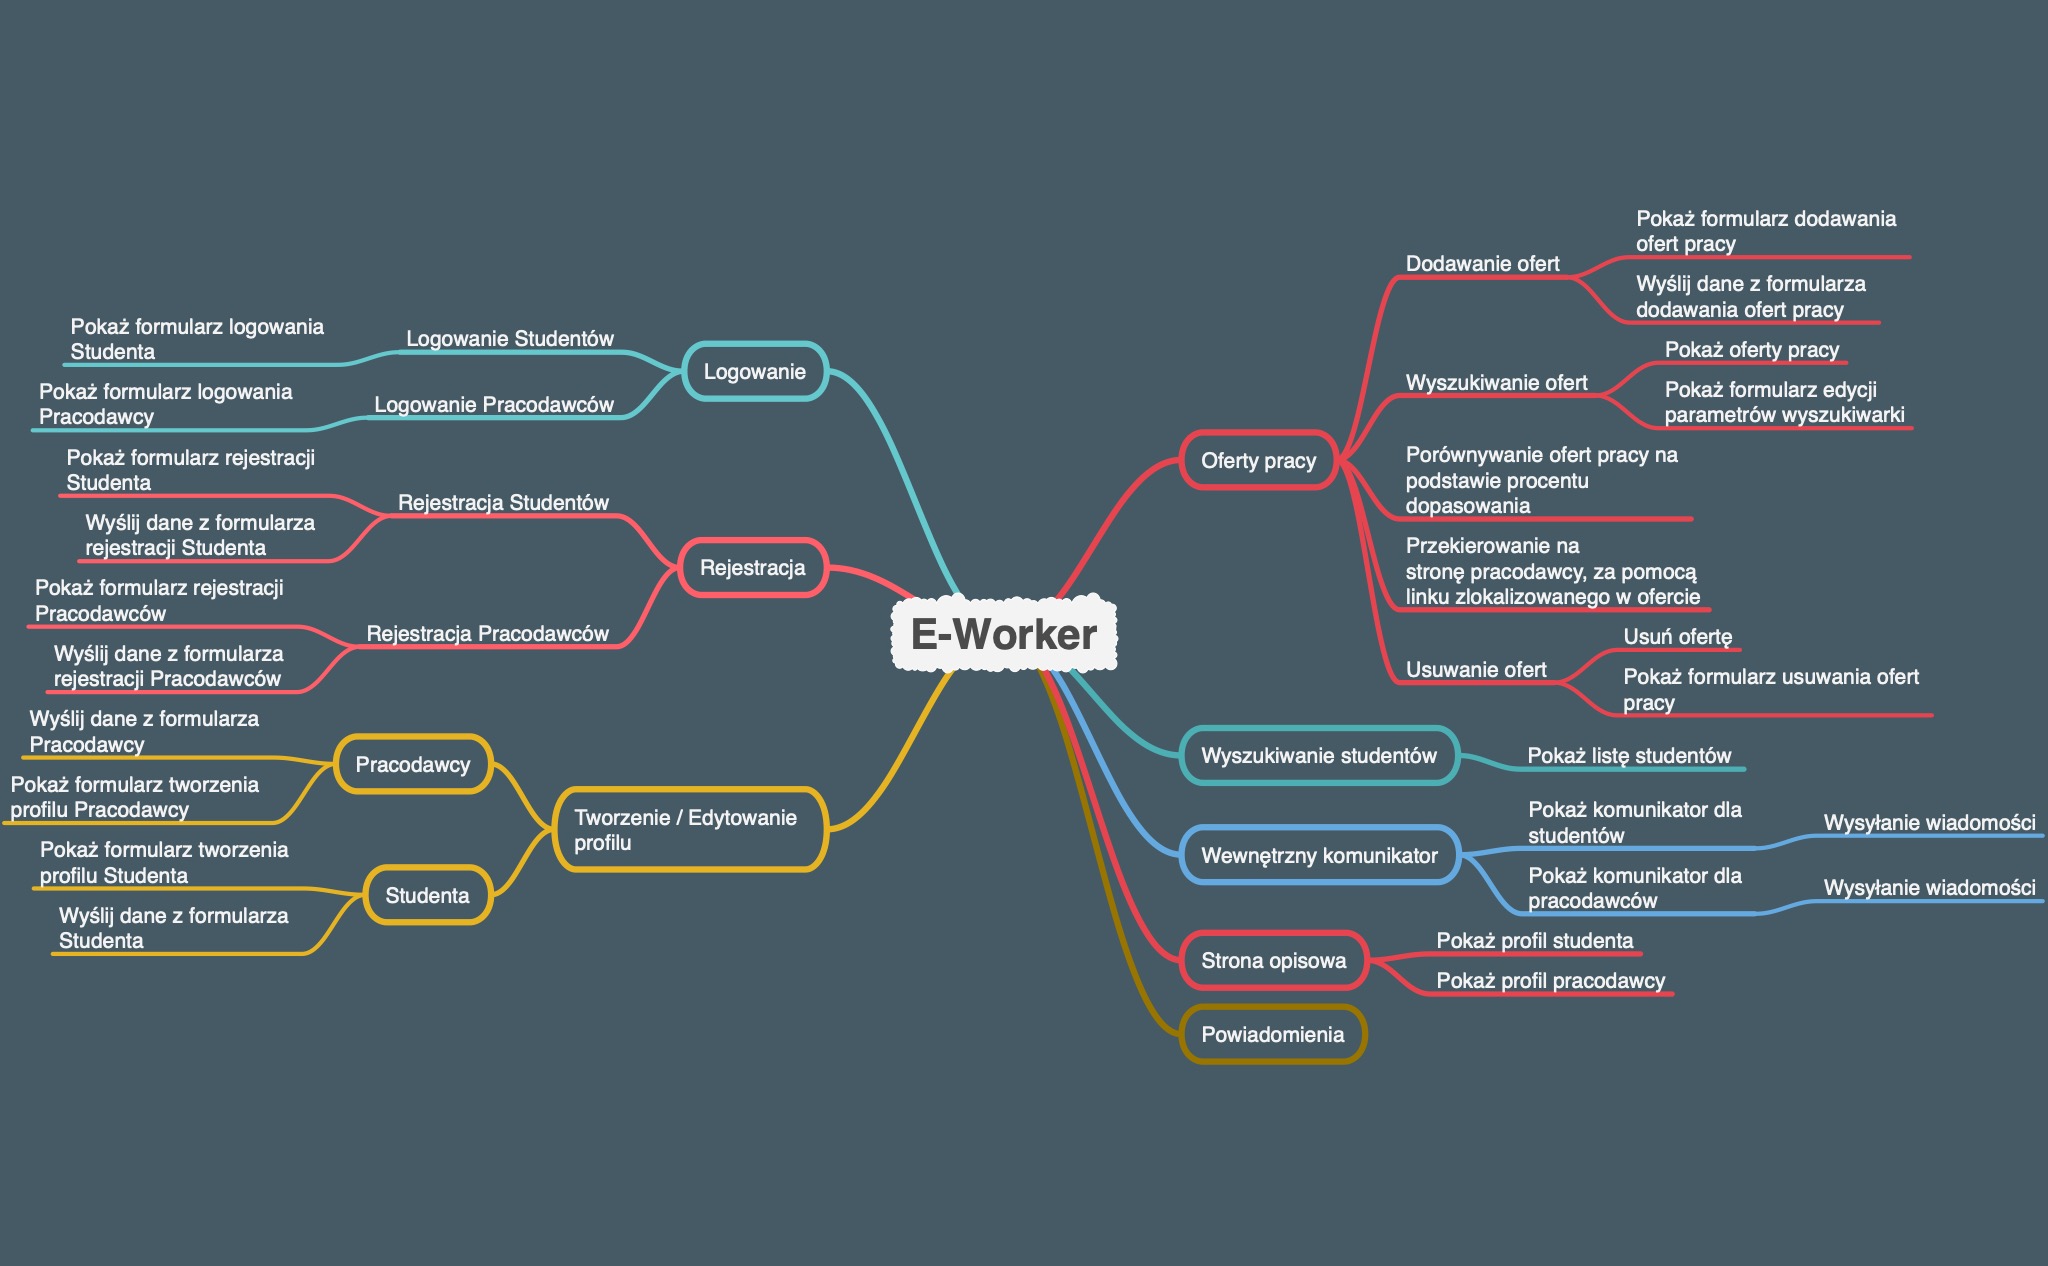 E-Worker
Logowanie
Logowanie Studentów
Pokaż formularz logowania
Studenta
Logowanie Pracodawców
Pokaż formularz logowania
Pracodawcy
Rejestracja
Rejestracja Studentów
Pokaż formularz rejestracji
Studenta
Wyślij dane z formularza
rejestracji Studenta
Rejestracja Pracodawców
Pokaż formularz rejestracji
Pracodawców
Wyślij dane z formularza
rejestracji Pracodawców
Tworzenie / Edytowanie
profilu
Pracodawcy
Wyślij dane z formularza
Pracodawcy
Pokaż formularz tworzenia
profilu Pracodawcy
Studenta
Pokaż formularz tworzenia
profilu Studenta
Wyślij dane z formularza
Studenta
Oferty pracy
Dodawanie ofert
Pokaż formularz dodawania
ofert pracy
Wyślij dane z formularza
dodawania ofert pracy
Wyszukiwanie ofert
Pokaż oferty pracy
Pokaż formularz edycji
parametrów wyszukiwarki
Porównywanie ofert pracy na
podstawie procentu
dopasowania
Przekierowanie na
stronę pracodawcy, za pomocą
linku zlokalizowanego w ofercie
Usuwanie ofert
Usuń ofertę
Pokaż formularz usuwania ofert
pracy
Wyszukiwanie studentów
Pokaż listę studentów
Wewnętrzny komunikator
Pokaż komunikator dla
studentów
Wysyłanie wiadomości
Pokaż komunikator dla
pracodawców
Wysyłanie wiadomości
Strona opisowa
Pokaż profil studenta
Pokaż profil pracodawcy
Powiadomienia